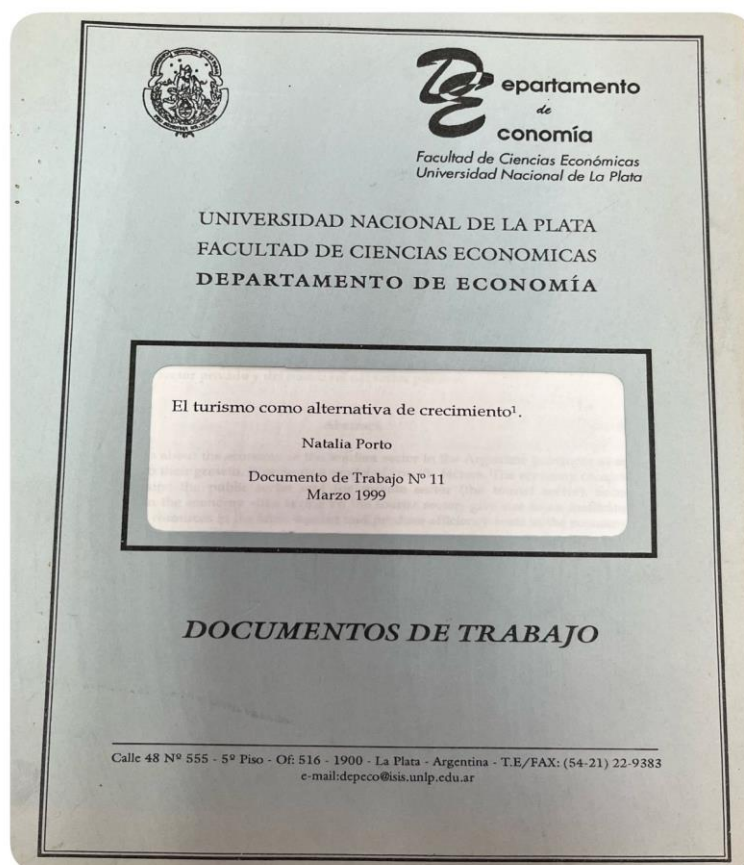 Departamento
de
Economía
Facultad de Ciencias Económicas
Universidad Nacional de La Plata
UNIVERSIDAD NACIONAL DE LA PLATA
FACULTAD DE CIENCIAS ECONOMICAS
DEPARTAMENTO DE ECONOMÍA
El turismo como alternativa de crecimiento¹.
Natalia Porto
Documento de Trabajo Nº 11
Marzo 1999
DOCUMENTOS DE TRABAJO
Calle 48 Nº 555 - 5º Piso - Of: 516 - 1900 - La Plata - Argentina - T.E/FAX: (54-21) 22-9383
e-mail:depeco@isis.unlp.edu.ar